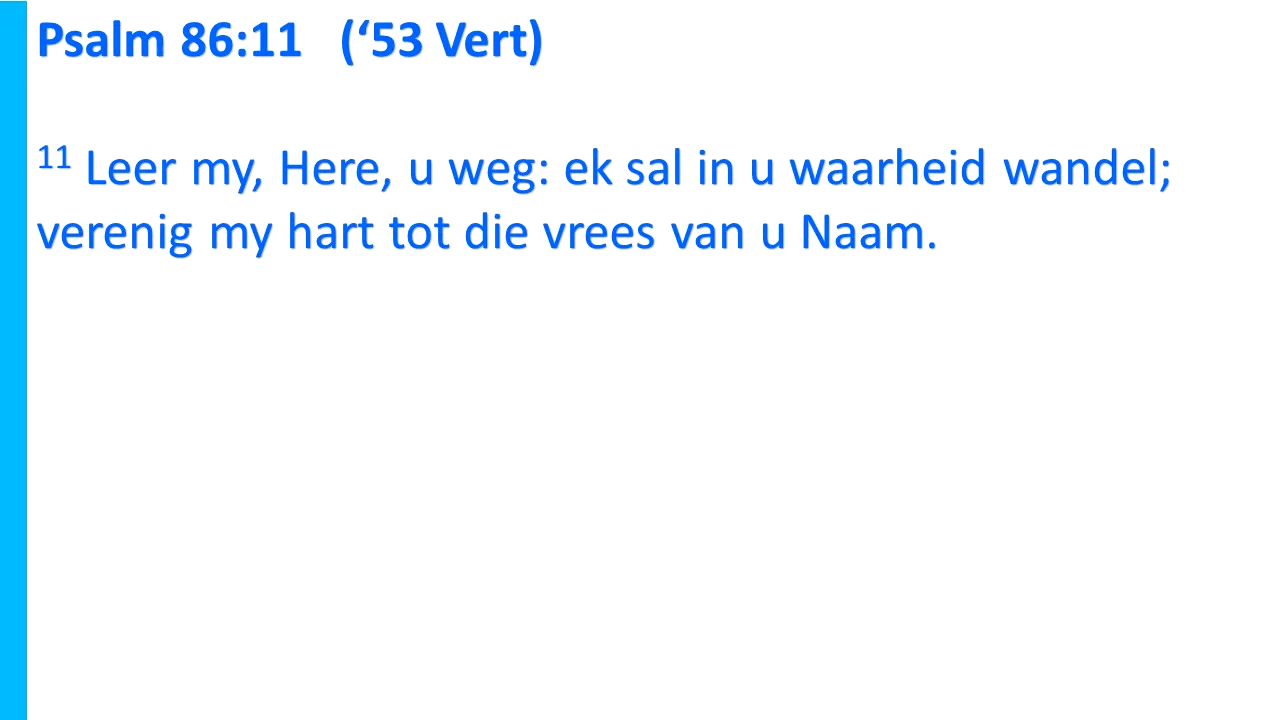 Psalm 86:11 (‘53 Vert)
11 Leer my, Here, u weg: ek sal in u waarheid wandel;
verenig my hart tot die vrees van u Naam.